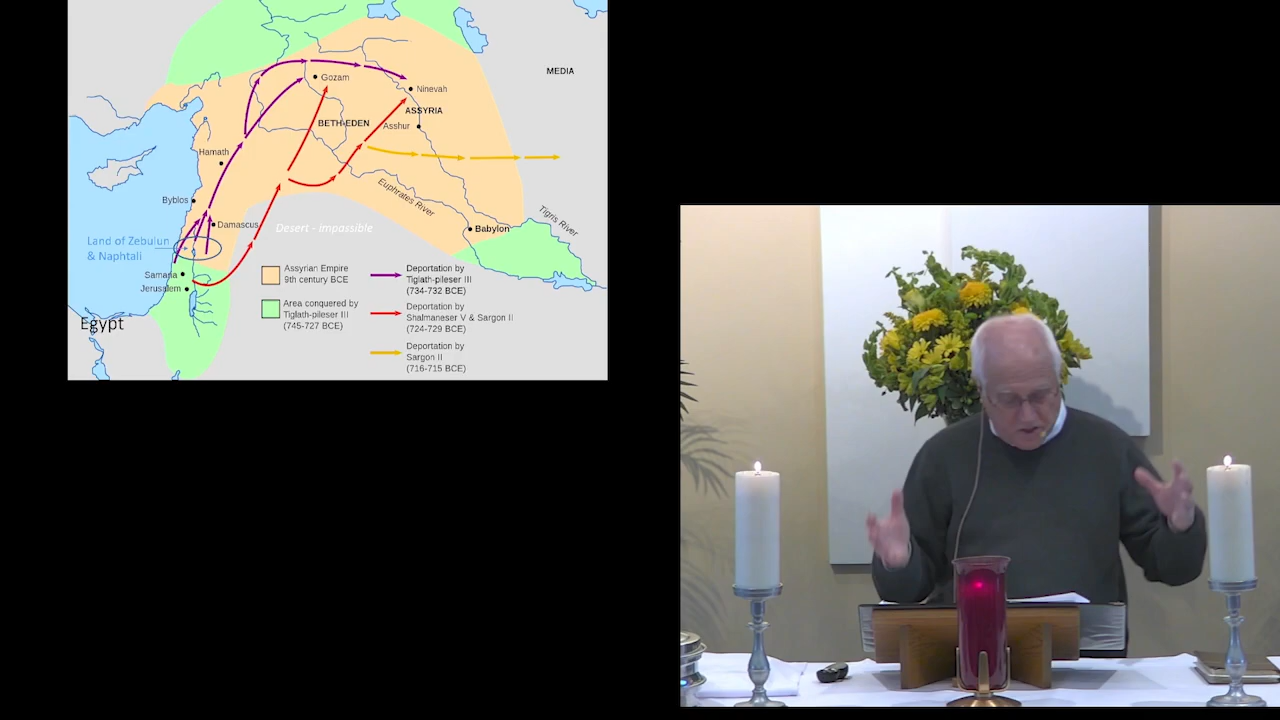 MEDIA
Gozam
Ninevah
ASSYRIA
BETH-EDEN
Asshur
Hamath
Euphrates River
Byblos
Tigris River
Damascus
Desert - impassible
Babylon
Land of Zebulun
& Naphtali
Samaria
Jeruslem
Egypt
Assyrian Empire
9th century BCE
Area conquered by
Tiglath-pileser III
(745-727 BCE)
Deportation by
Tiglath-pileser III
(734-732 BCE)
Deportation by
Shalmaneser V & Sargon II
(724-729 BCE)
Deportation by
Sargon II
(716-715 BCE)